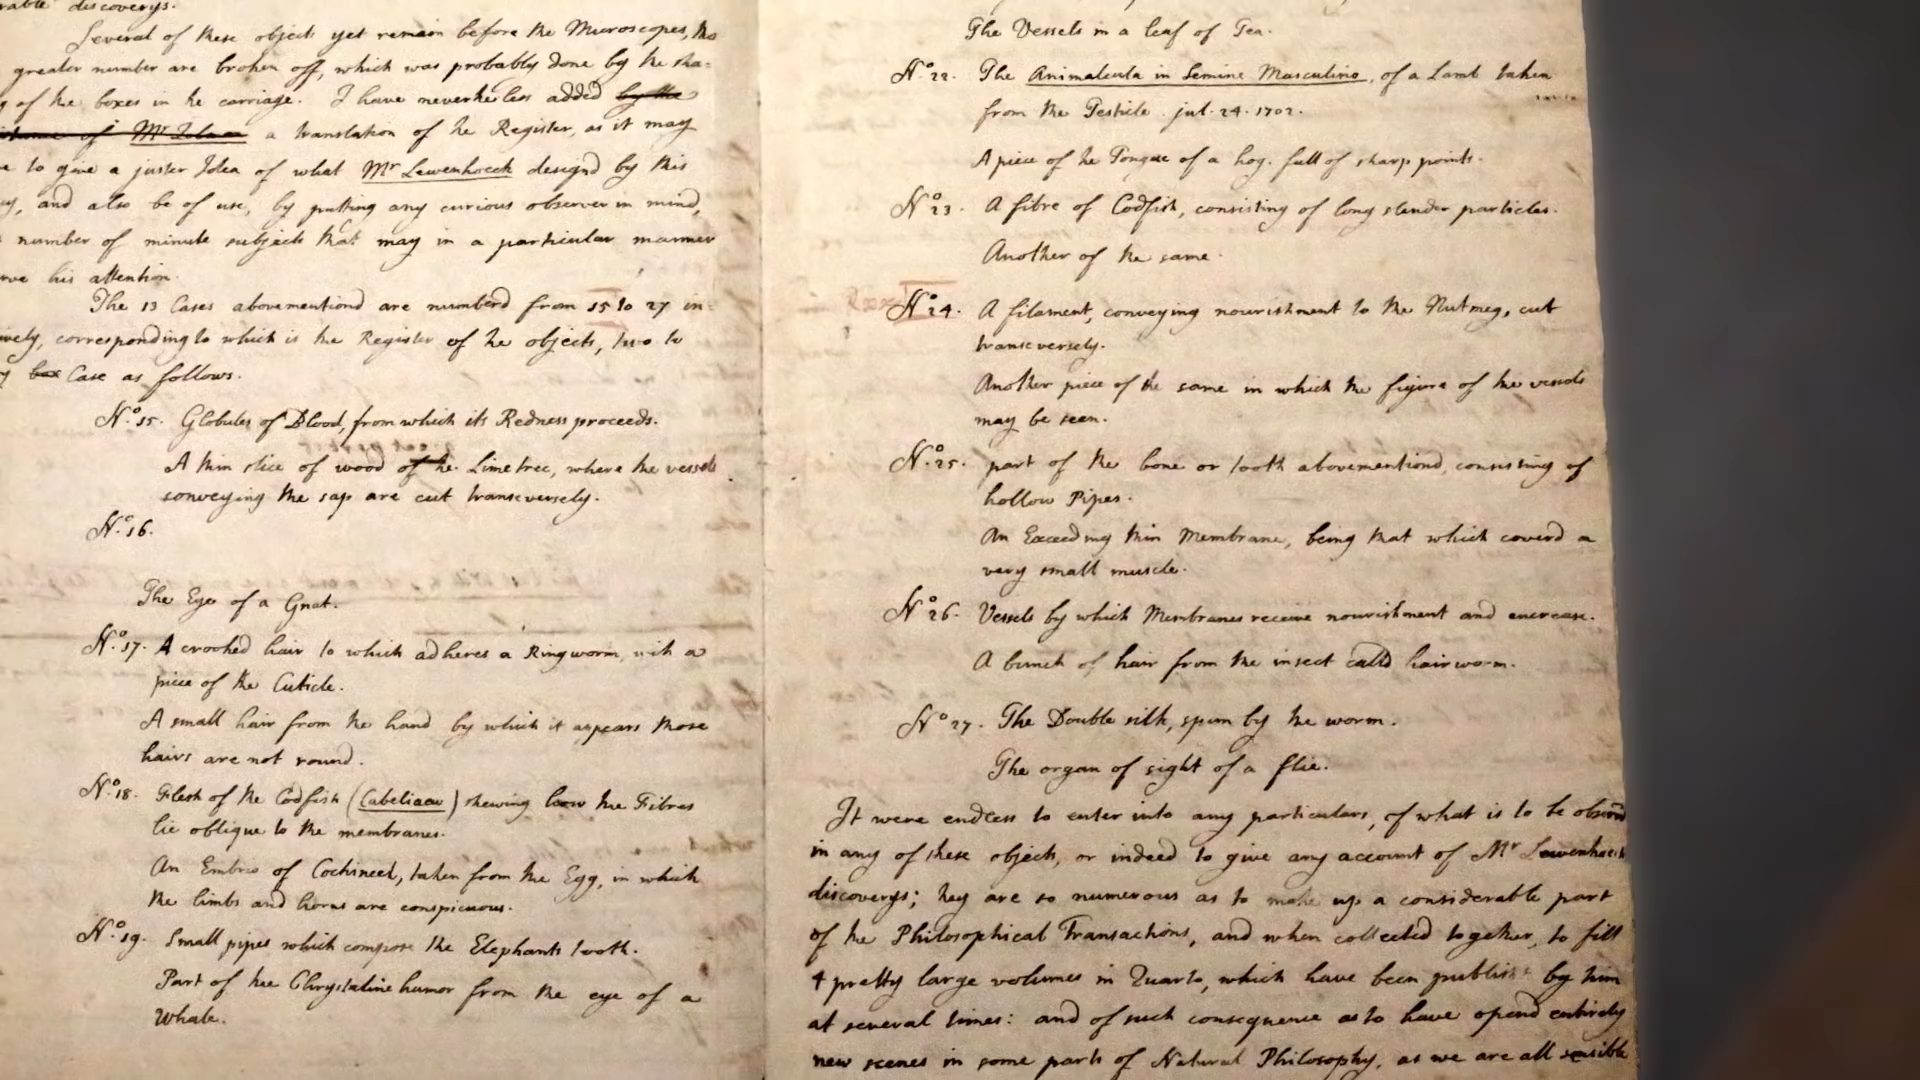 discoverys.
Several of these objects yet remain before the Microscopes, tho
greater number are broken off, which was probably done by the sha=
g of the boxes in the carriage. I have nevertheless added by the
of Mr a translation of the Register, as it may
e to give a juster Idea of what Mr Lewenhoeck designd by this
and also be of use, by putting any curious observer in mind,
number of minute subjects that may in a particular manner
rve his attention.
The 13 Cases abovementiond are numberd from 15 to 27 in=
ively, corresponding to which is the Register of the objects, two to
y box Case as follows.
No. 15. Globules of Blood, from which its Redness proceeds.
A thin slice of wood of the Limetree, where the vessels
conveying the sap are cut transversely.
No. 16.
The Eye of a Gnat.
No. 17. A crooked hair to which adheres a Ringworm, with a
piece of the Cuticle.
A small hair from the hand by which it appears those
hairs are not round.
No. 18. Flesh of the Codfish (Cabeliaau) shewing how the Fibres
lie oblique to the membranes.
An Embrio of Cochineel, taken from the Egg, in which
the limbs and horns are conspicuous.
No. 19. Small pipes which compose the Elephants tooth.
Part of the Chrystaline humor from the eye of a
Whale.
The Vessels in a leaf of Tea.
No. 22. The Animalcula in Semine Masculino, of a Lamb taken
from the Testicle. jul. 24. 1702.
A piece of the Tongue of a hog. full of sharp points.
No. 23. A fibre of Codfish, consisting of long slender particles.
Another of the same.
No. 24. A filament, conveying nourishment to the Nutmeg, cut
transversely.
Another piece of the same in which the figure of the vessels
may be seen.
No. 25. part of the bone or tooth abovementiond, consisting of
hollow Pipes.
An Exceeding thin Membrane, being that which coverd a
very small muscle.
No. 26. Vessels by which Membranes receive nourishment and encrease.
A bunch of hair from the insect calld hairworm.
No. 27. The Double silk, spun by the worm.
The organ of sight of a flie.
It were endless to enter into any particulars, of what is to be observd
in any of these objects, or indeed to give any account of Mr Lewenhoeck
discoverys; they are so numerous as to make up a considerable part
of the Philosophical Transactions, and when collected together, to fill
4 pretty large volumes in Quarto, which have been publish by him
at several times: and of such consequence as to have opend entirely
new scenes in some parts of Natural Philosophy, as we are all sensible